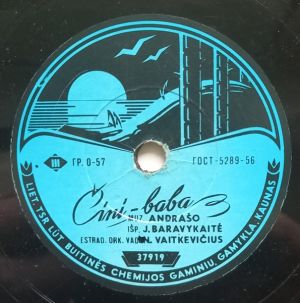 III ГР. 0-57 ГОСТ-5289-56
Čini-baba
MUZ. ANDRAŠO
IŠP. J. BARAVYKAITĖ
ESTRAD. ORK. VAD. N. VAITKEVIČIUS
37919
LIET. TSR LŪT BUITINĖS CHEMIJOS GAMINIŲ GAMYKLA, KAUNAS